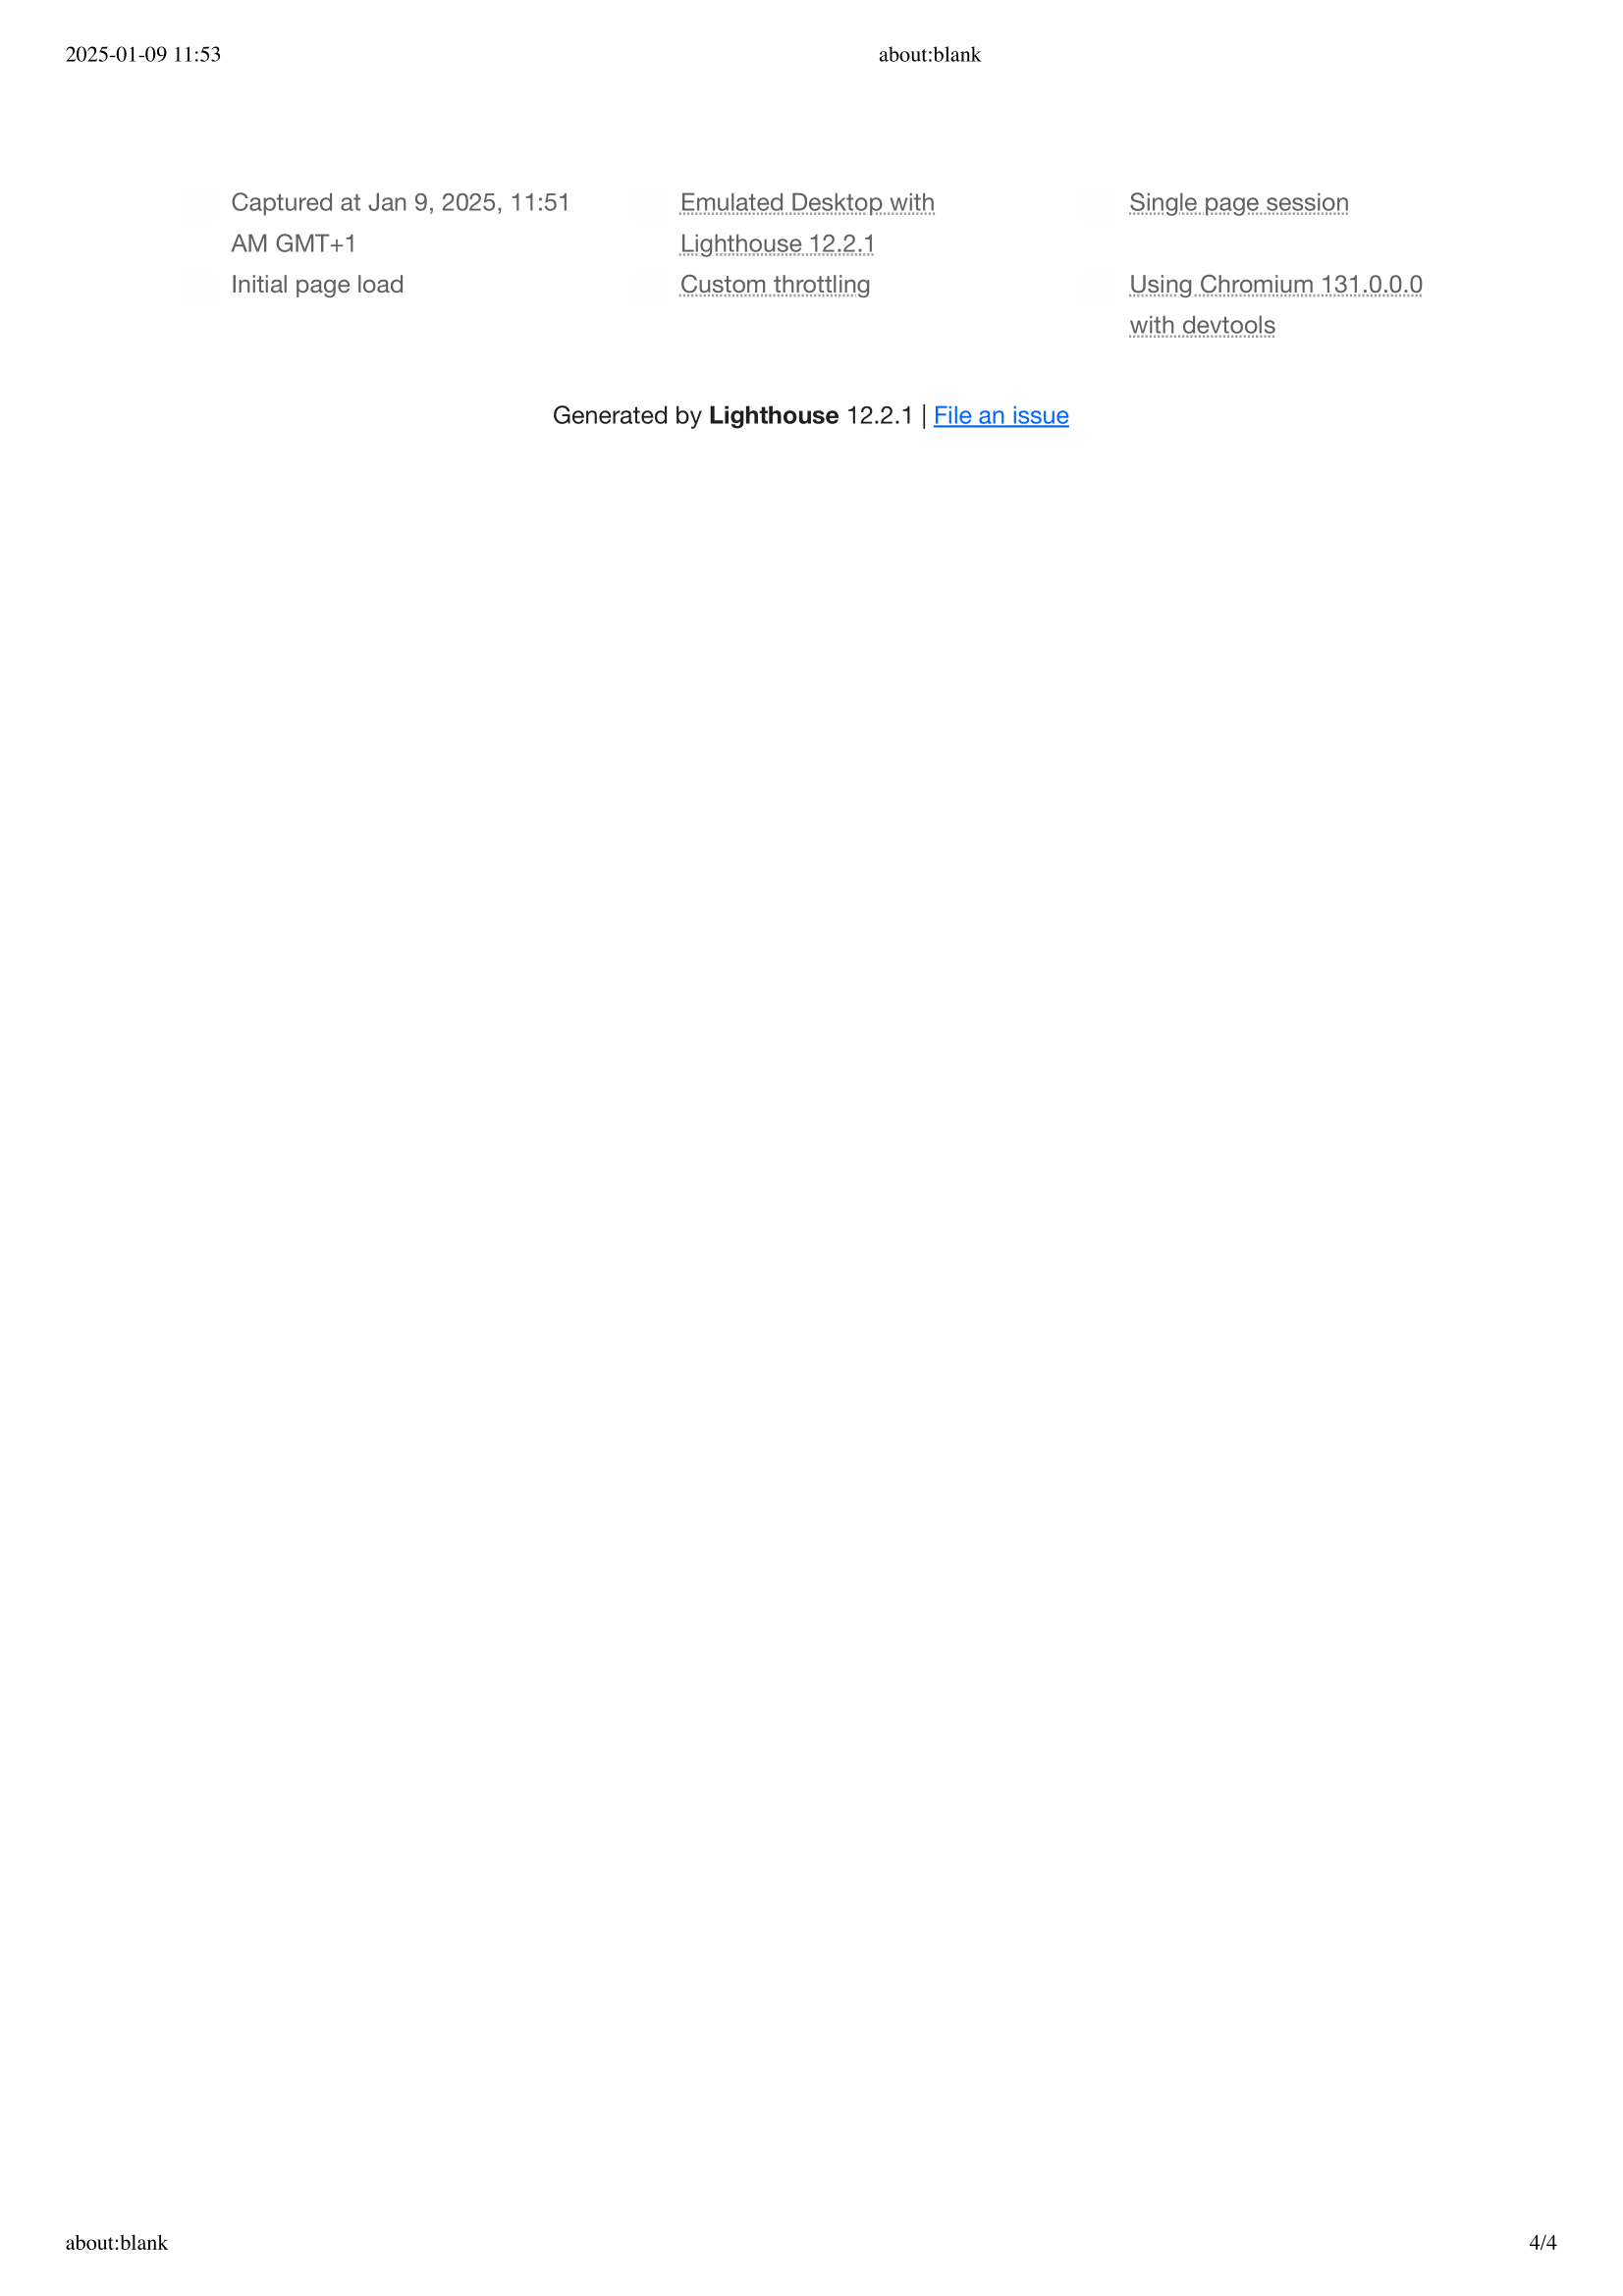 2025-01-09 11:53
about:blank
Captured at Jan 9, 2025, 11:51
AM GMT+1
Emulated Desktop with
Lighthouse 12.2.1
Single page session
Initial page load
Custom throttling
Using Chromium 131.0.0.0
with devtools
Generated by Lighthouse 12.2.1 | File an issue
about:blank
4/4